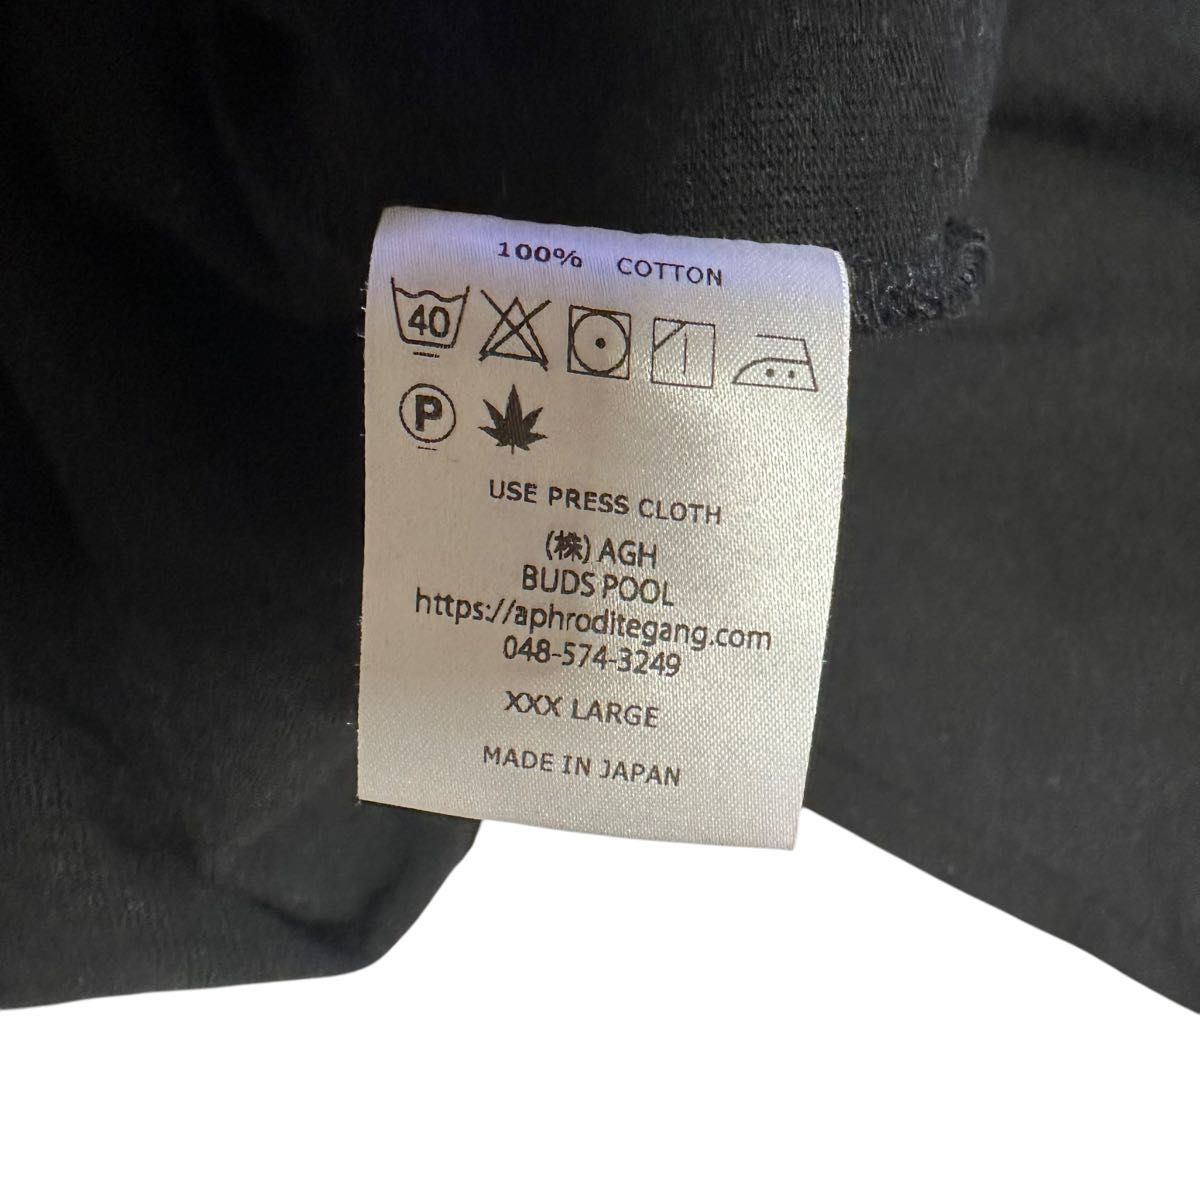 100% COTTON
40
P
USE PRESS CLOTH
(株) AGH
BUDS POOL
https://aphroditegang.com
048-574-3249
XXX LARGE
MADE IN JAPAN